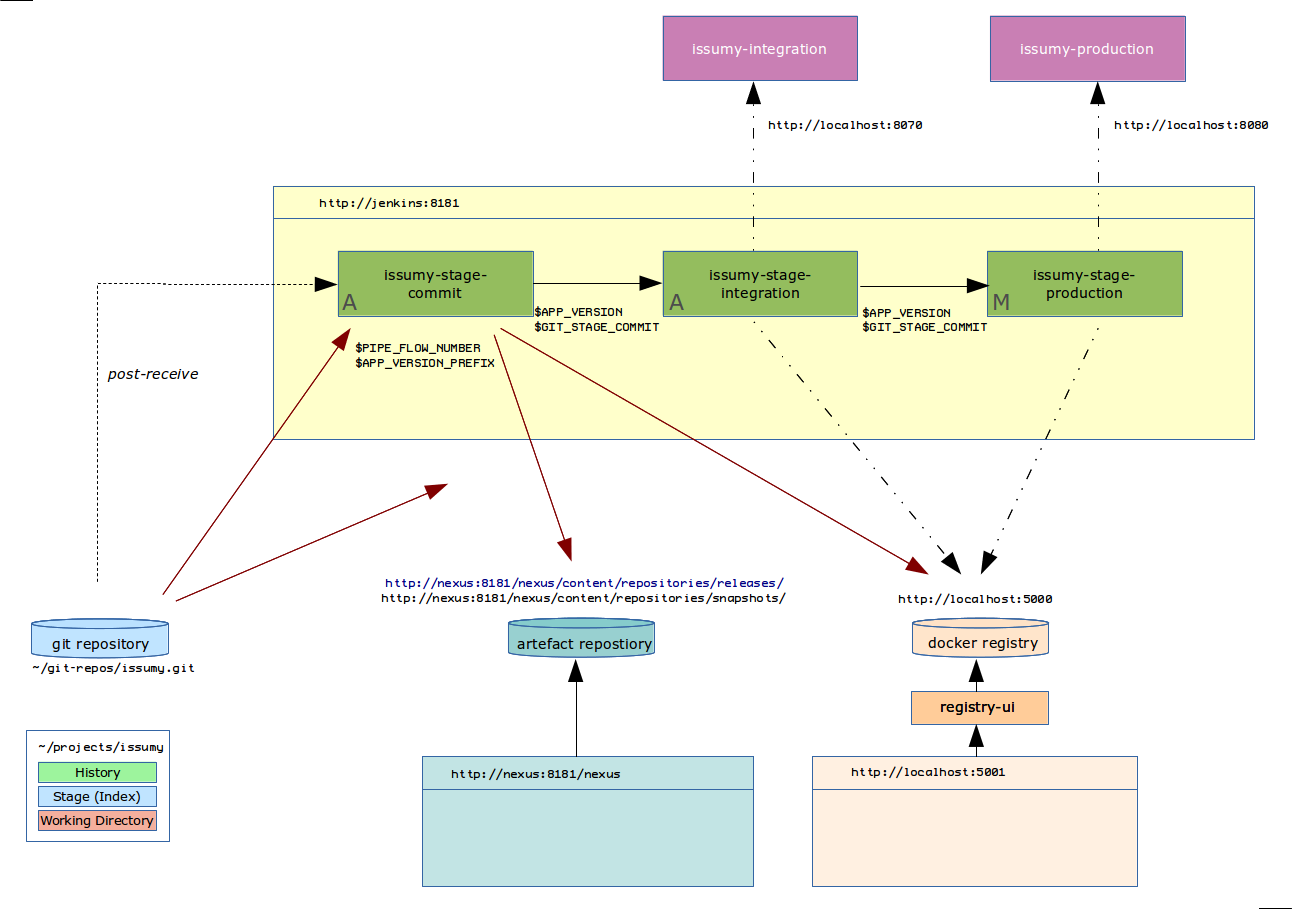 issumy-integration
issumy-production
http://localhost:8070
http://localhost:8080
http://jenkins:8181
issumy-stage-
commit
A
issumy-stage-
integration
A
issumy-stage-
production
M
$APP_VERSION
$GIT_STAGE_COMMIT
$APP_VERSION
$GIT_STAGE_COMMIT
$PIPE_FLOW_NUMBER
$APP_VERSION_PREFIX
post-receive
http://nexus:8181/nexus/content/repositories/releases/
http://nexus:8181/nexus/content/repositories/snapshots/
http://localhost:5000
git repository
~/git-repos/issumy.git
artefact repostiory
docker registry
registry-ui
~/projects/issumy
History
Stage (Index)
Working Directory
http://nexus:8181/nexus
http://localhost:5001